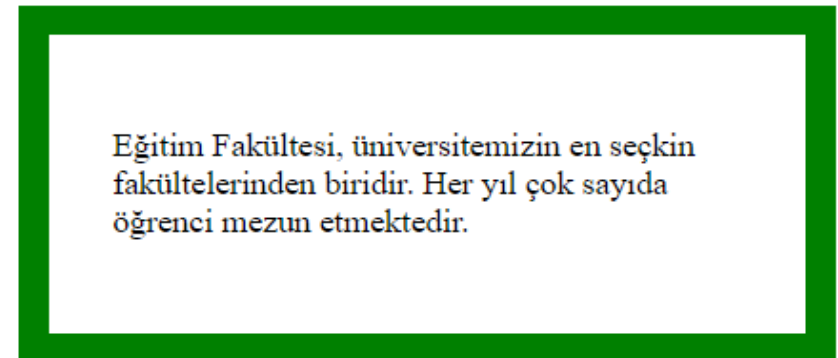 Eğitim Fakültesi, üniversitemizin en seçkin
fakültelerinden biridir. Her yıl çok sayıda
öğrenci mezun etmektedir.